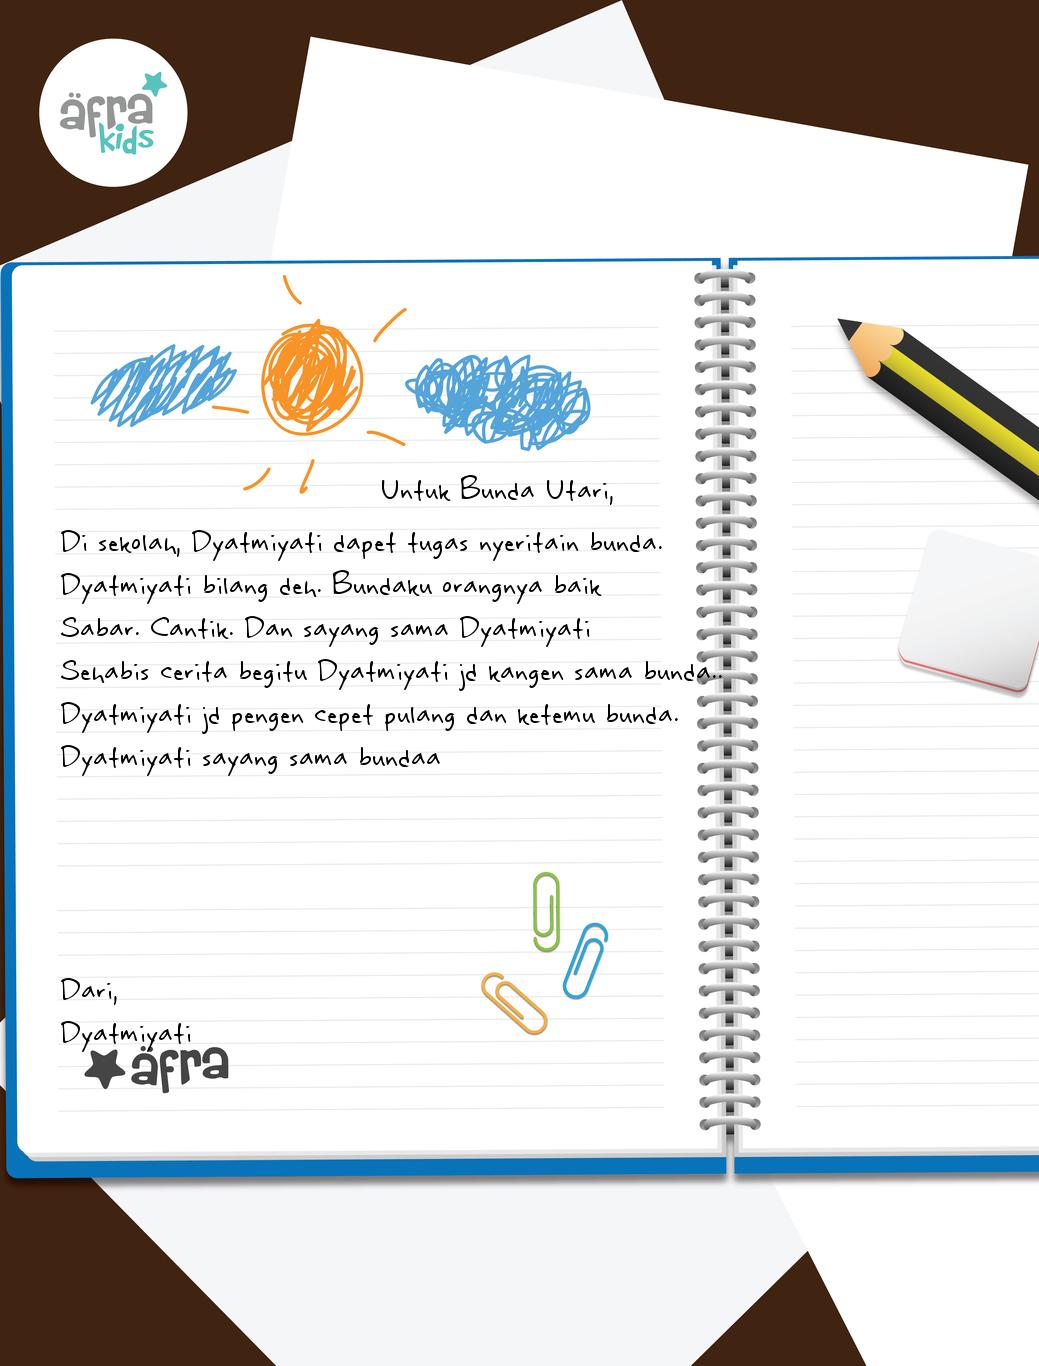 äfra
kids
Untuk Bunda Utari,
Di sekolah, Dyatmiyati dapet tugas nyeritain bunda.
Dyatmiyati bilang deh. Bundaku orangnya baik
Sabar. Cantik. Dan sayang sama Dyatmiyati
Sehabis cerita begitu Dyatmiyati jd kangen sama bunda..
Dyatmiyati jd pengen cepet pulang dan ketemu bunda.
Dyatmiyati sayang sama bundaa
Dari,
Dyatmiyati
äfra